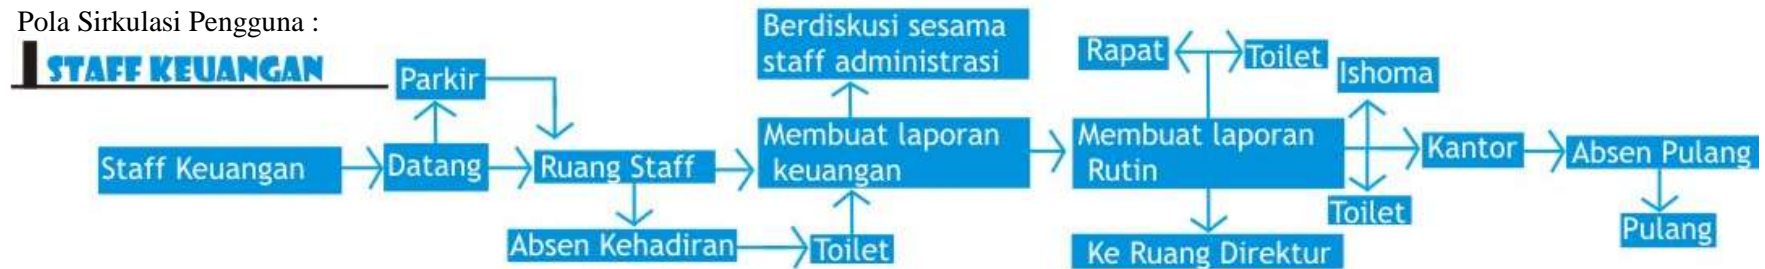 Pola Sirkulasi Pengguna :
STAFF KEUANGAN
Staff Keuangan
Datang
Parkir
Ruang Staff
Absen Kehadiran
Toilet
Membuat laporan
keuangan
Berdiskusi sesama
staff administrasi
Membuat laporan
Rutin
Rapat
Toilet
Ke Ruang Direktur
Ishoma
Toilet
Kantor
Absen Pulang
Pulang